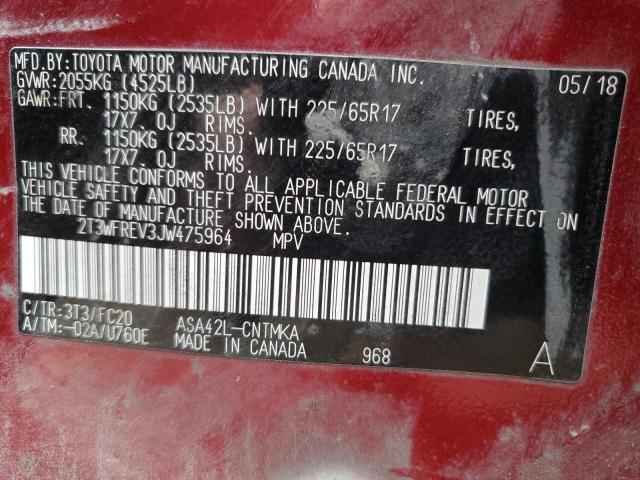 MFD.BY:TOYOTA MOTOR MANUFACTURING CANADA INC. 05/18
GVWR:2055KG (4525LB)
GAWR:FRT. 1150KG (2535LB) WITH 225/65R17 TIRES,
17X7.0J RIMS.
RR. 1150KG (2535LB) WITH 225/65R17 TIRES,
17X7.0J RIMS.
THIS VEHICLE CONFORMS TO ALL APPLICABLE FEDERAL MOTOR
VEHICLE SAFETY AND THEFT PREVENTION STANDARDS IN EFFECT ON
THE DATE OF MANUFACTURE SHOWN ABOVE.
2T3WFREV3JW475964 MPV
C/TR:3T3/FC20 ASA42L-CNTMKA
A/TM:-02A/U760E MADE IN CANADA 968 A